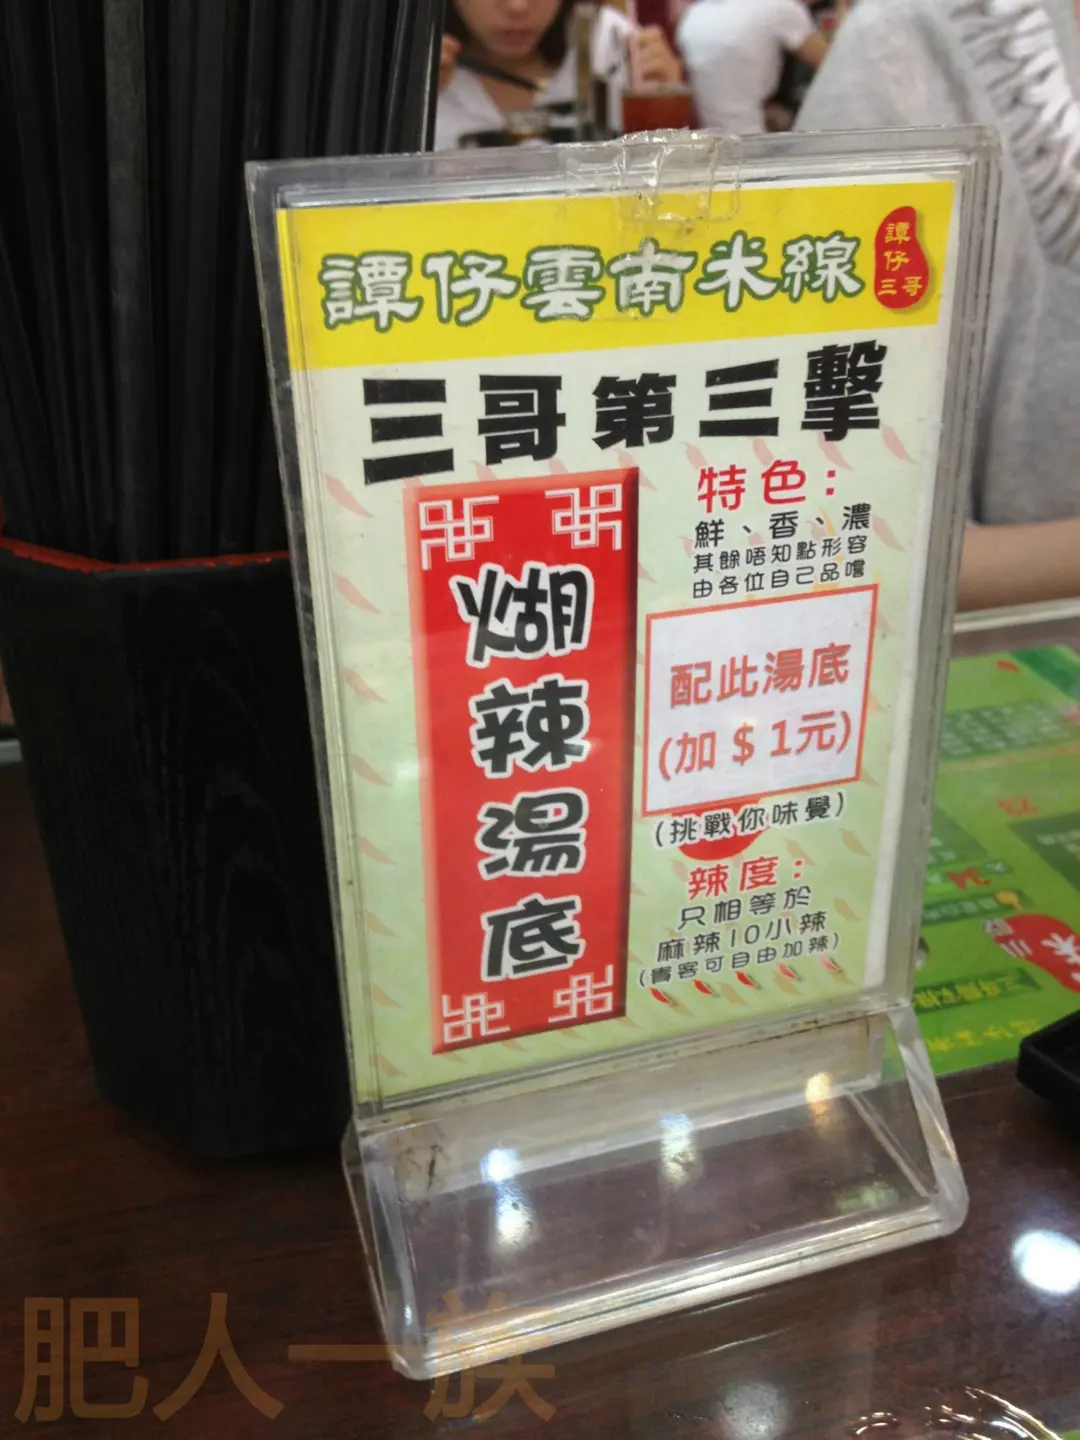 譚仔雲南米線
譚仔三哥
三哥第三擊
煳辣湯底
特色：
鮮、香、濃
其餘唔知點形容
由各位自己品嚐
配此湯底
(加 $ 1元)
(挑戰你味覺)
辣度：
只相等於
麻辣10小辣
(貴客可自由加辣)
肥人一族